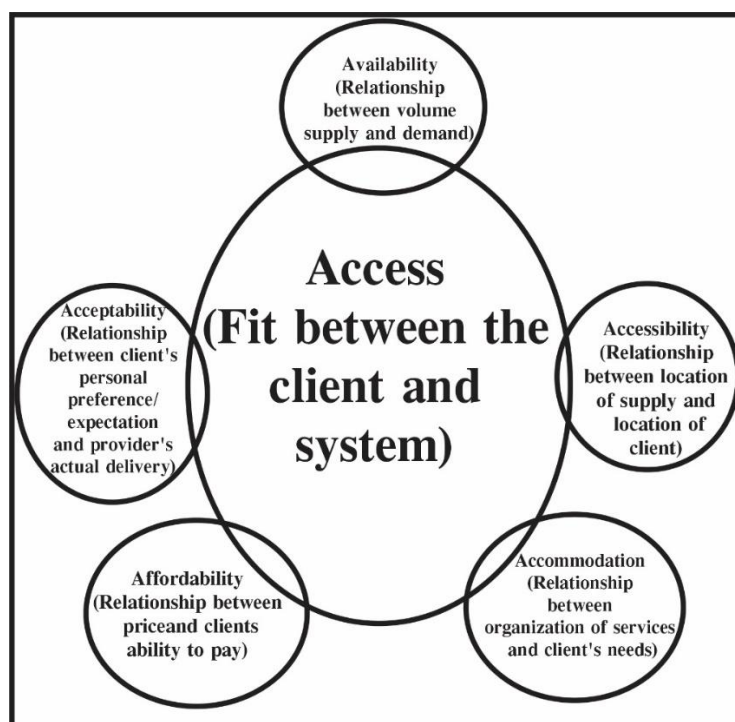 Availability
(Relationship
between volume
supply and demand)
Access
(Fit between the
client and
system)
Acceptability
(Relationship
between client's
personal
preference/
expectation
and provider's
actual delivery)
Accessibility
(Relationship
between location
of supply and
location of
client)
Affordability
(Relationship between
priceand clients
ability to pay)
Accommodation
(Relationship
between
organization of services
and client's needs)